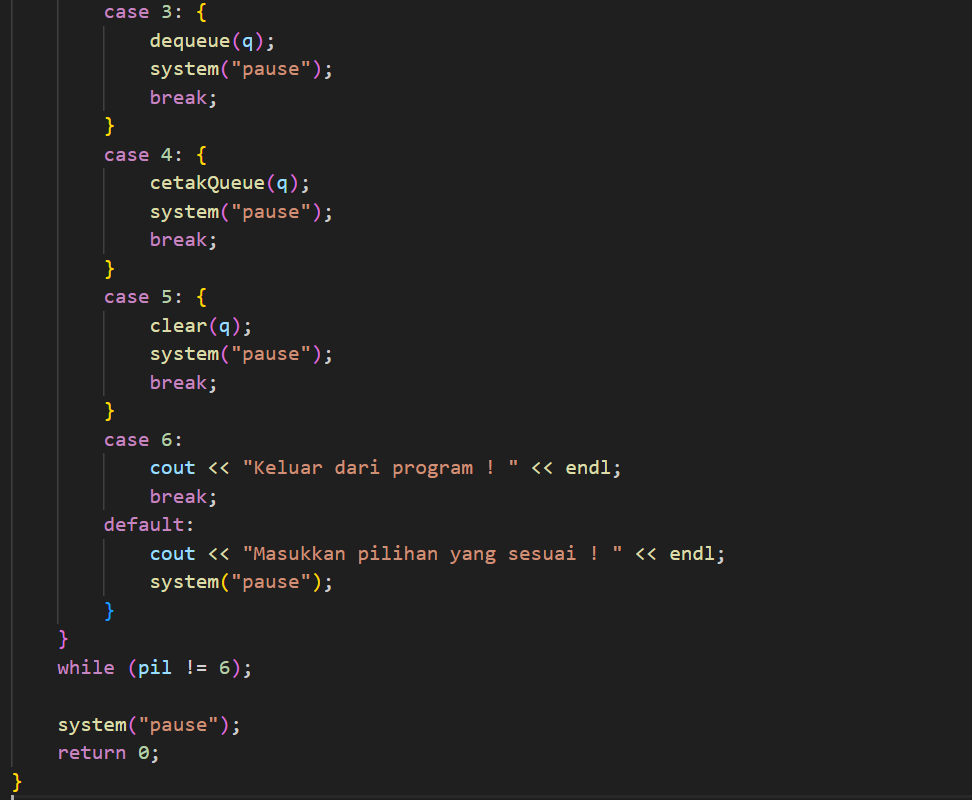 case 3: {
dequeue(q);
system("pause");
break;
}
case 4: {
cetakQueue(q);
system("pause");
break;
}
case 5: {
clear(q);
system("pause");
break;
}
case 6:
cout << "Keluar dari program ! " << endl;
break;
default:
cout << "Masukkan pilihan yang sesuai ! " << endl;
system("pause");
}
}
while (pil != 6);
system("pause");
return 0;
}